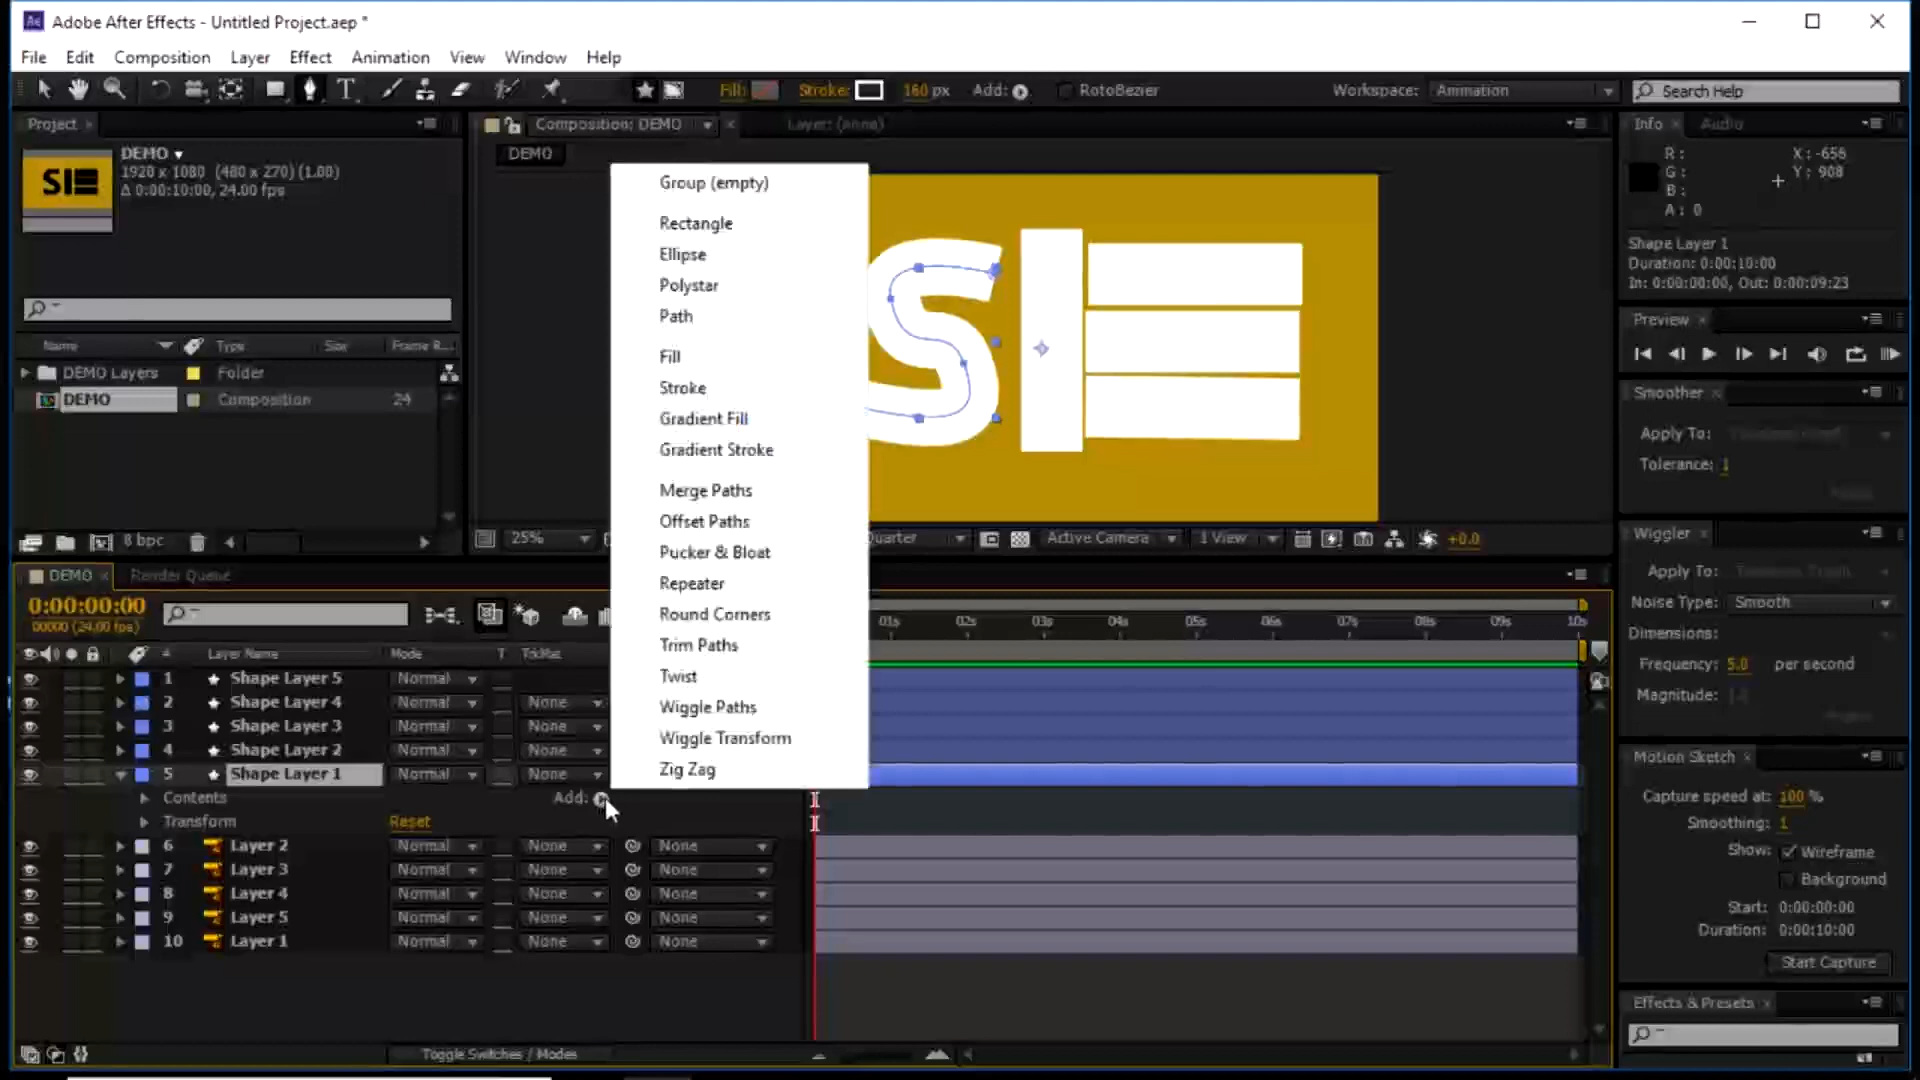 Adobe After Effects - Untitled Project.aep *
File Edit Composition Layer Effect Animation View Window Help
Fill: Stroke: 160 px Add: RotoBezier Workspace: Animation Search Help
Project
DEMO
1920 x 1080 (480 x 270) (1.00)
Δ 0:00:10:00, 24.00 fps
Name Type Size Frame R...
DEMO Layers Folder
DEMO Composition 24
8 bpc
Composition: DEMO Layer: (none)
DEMO
SIE
25% Quarter Active Camera 1 View +0.0
Group (empty)
Rectangle
Ellipse
Polystar
Path
Fill
Stroke
Gradient Fill
Gradient Stroke
Merge Paths
Offset Paths
Pucker & Bloat
Repeater
Round Corners
Trim Paths
Twist
Wiggle Paths
Wiggle Transform
Zig Zag
Info Audio
R: X: -656
G: Y: 908
B:
A: 0
Shape Layer 1
Duration: 0:00:10:00
In: 0:00:00:00, Out: 0:00:09:23
Preview
Smoother
Apply To:
Tolerance: 1
Wiggler
Apply To:
Noise Type: Smooth
Dimensions:
Frequency: 5.0 per second
Magnitude:
Motion Sketch
Capture speed at: 100 %
Smoothing: 1
Show: Wireframe
Background
Start: 0:00:00:00
Duration: 0:00:10:00
Start Capture
Effects & Presets
DEMO Render Queue
0:00:00:00
00000 (24.00 fps)
01s 02s 03s 04s 05s 06s 07s 08s 09s 10s
# Layer Name Mode T TrkMat
1 Shape Layer 5 Normal
2 Shape Layer 4 Normal None
3 Shape Layer 3 Normal None
4 Shape Layer 2 Normal None
5 Shape Layer 1 Normal None
Contents Add:
Transform Reset
6 Layer 2 Normal None None
7 Layer 3 Normal None None
8 Layer 4 Normal None None
9 Layer 5 Normal None None
10 Layer 1 Normal None None
Toggle Switches / Modes